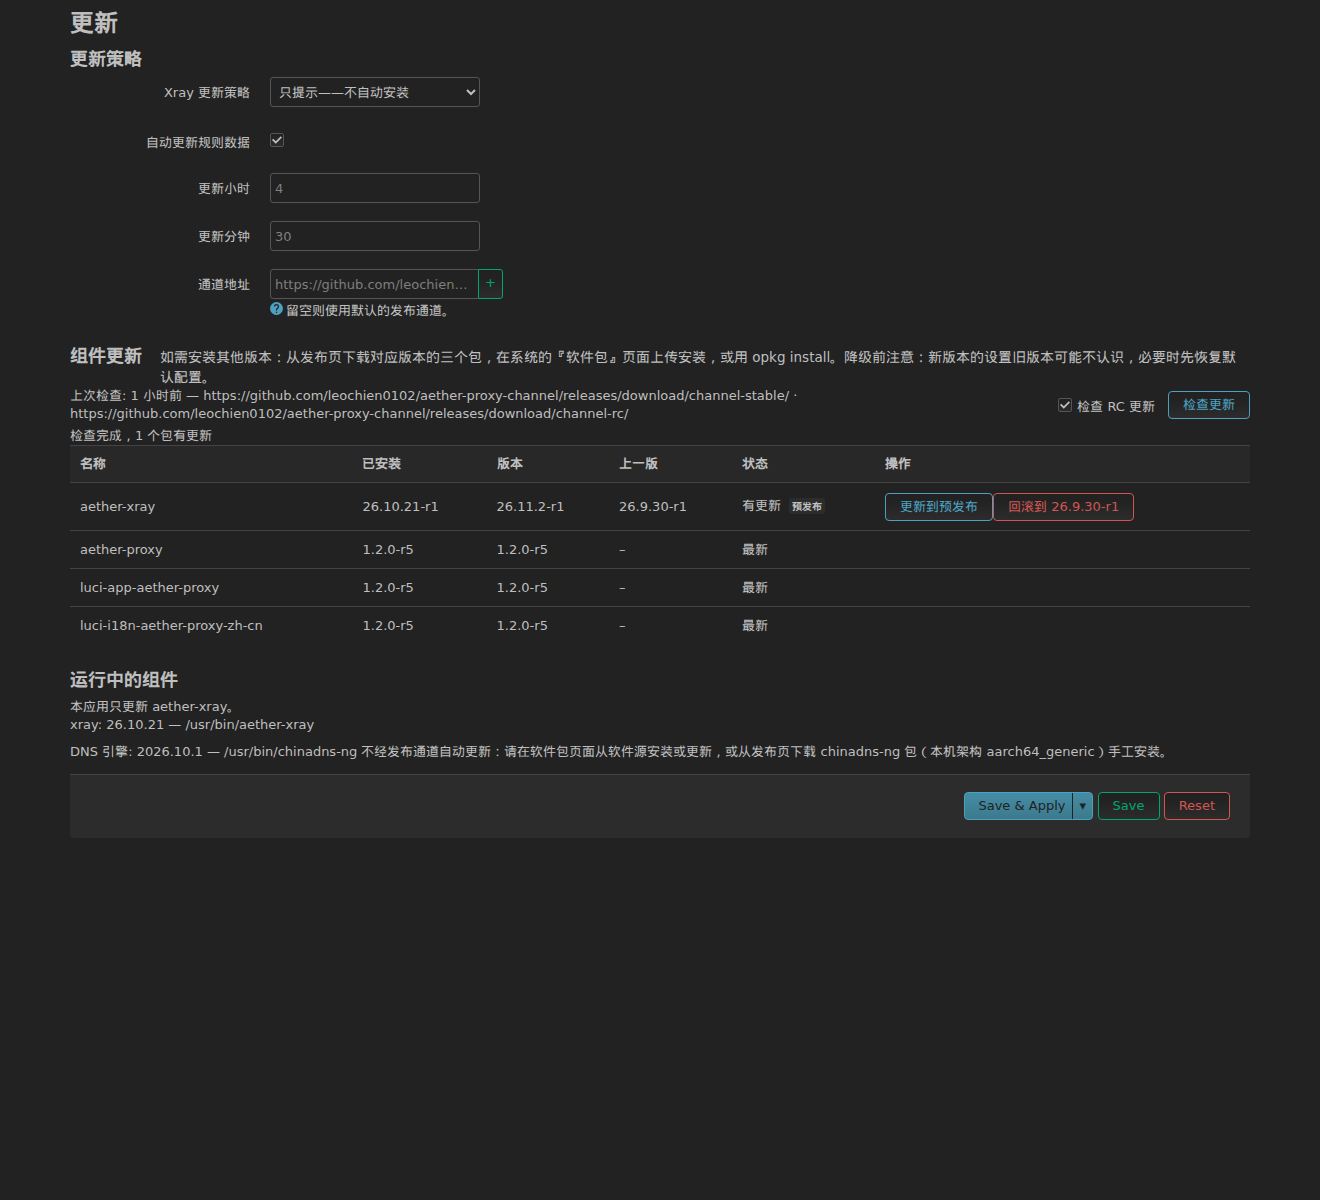 更新
更新策略
Xray 更新策略 只提示——不自动安装
自动更新规则数据
更新小时 4
更新分钟 30
通道地址 https://github.com/leochien... +
? 留空则使用默认的发布通道。
组件更新 如需安装其他版本：从发布页下载对应版本的三个包，在系统的『软件包』页面上传安装，或用 opkg install。降级前注意：新版本的设置旧版本可能不认识，必要时先恢复默
认配置。
上次检查: 1 小时前 — https://github.com/leochien0102/aether-proxy-channel/releases/download/channel-stable/ ·
https://github.com/leochien0102/aether-proxy-channel/releases/download/channel-rc/
检查 RC 更新 检查更新
检查完成，1 个包有更新
名称 已安装 版本 上一版 状态 操作
aether-xray 26.10.21-r1 26.11.2-r1 26.9.30-r1 有更新 预发布 更新到预发布 回滚到 26.9.30-r1
aether-proxy 1.2.0-r5 1.2.0-r5 – 最新
luci-app-aether-proxy 1.2.0-r5 1.2.0-r5 – 最新
luci-i18n-aether-proxy-zh-cn 1.2.0-r5 1.2.0-r5 – 最新
运行中的组件
本应用只更新 aether-xray。
xray: 26.10.21 — /usr/bin/aether-xray
DNS 引擎: 2026.10.1 — /usr/bin/chinadns-ng 不经发布通道自动更新：请在软件包页面从软件源安装或更新，或从发布页下载 chinadns-ng 包（本机架构 aarch64_generic）手工安装。
Save & Apply ▾ Save Reset